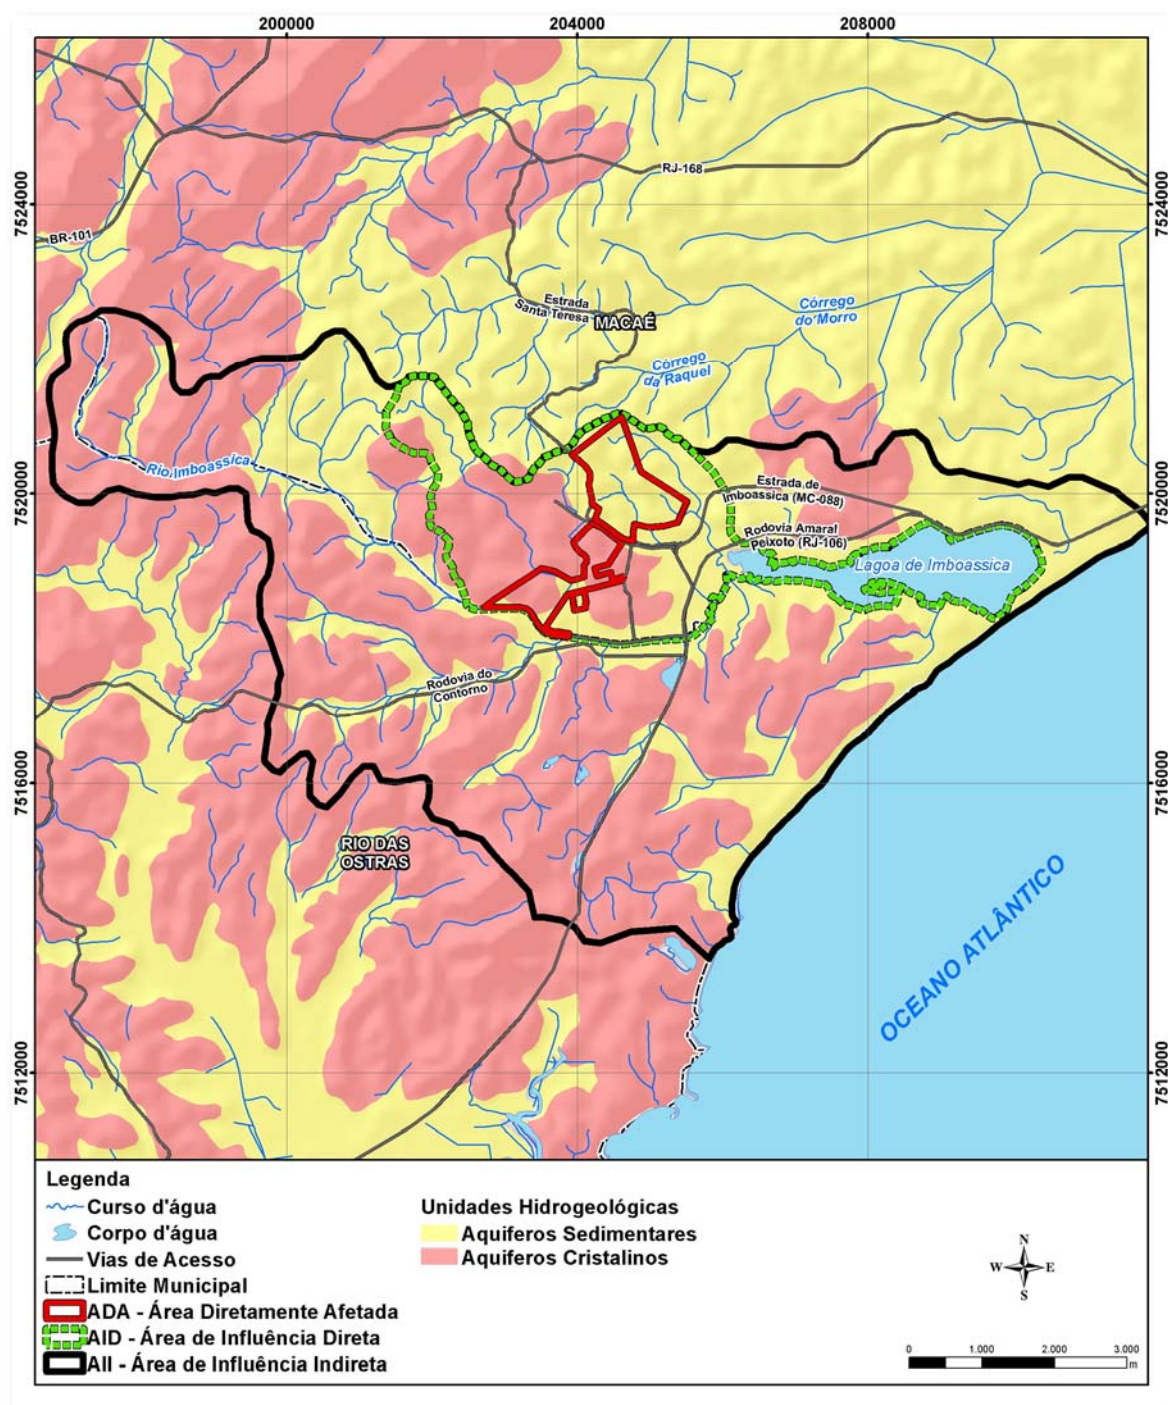 200000
204000
208000
7524000
7524000
RJ-168
BR-101
Estrada
Santa Teresa
MACAÉ
Córrego
do Morro
Córrego
da Raquel
Rio Imboassica
7520000
7520000
Estrada de
Imboassica (MC-088)
Rodovia Amaral
Peixoto (RJ-106)
Lagoa de Imboassica
Rodovia do
Contorno
7516000
7516000
RIO DAS
OSTRAS
OCEANO ATLÂNTICO
7512000
7512000
Legenda
Curso d'água
Corpo d'água
Vias de Acesso
Limite Municipal
ADA - Área Diretamente Afetada
AID - Área de Influência Direta
AII - Área de Influência Indireta
Unidades Hidrogeológicas
Aquiferos Sedimentares
Aquiferos Cristalinos
N
W
E
S
0
1.000
2.000
3.000
m